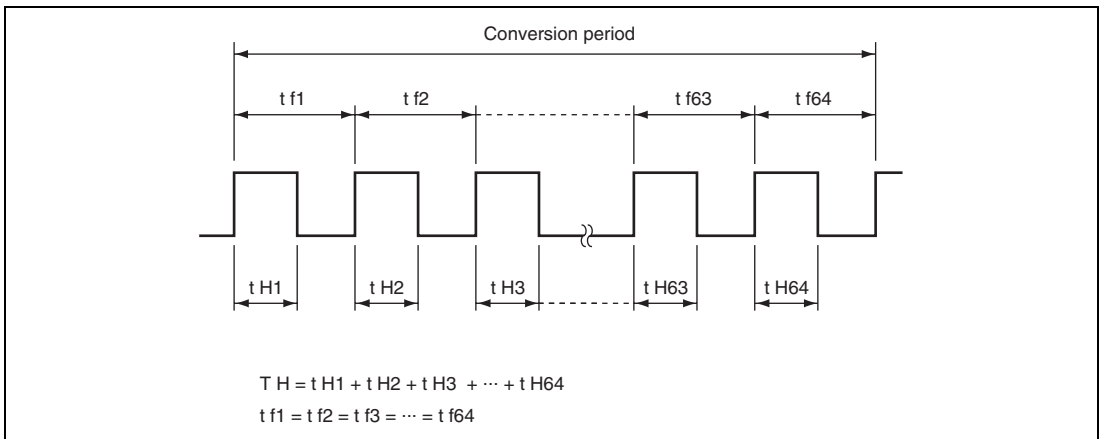 Conversion period
t f1 t f2 t f63 t f64
t H1 t H2 t H3 t H63 t H64
T H = t H1 + t H2 + t H3 + ··· + t H64
t f1 = t f2 = t f3 = ··· = t f64